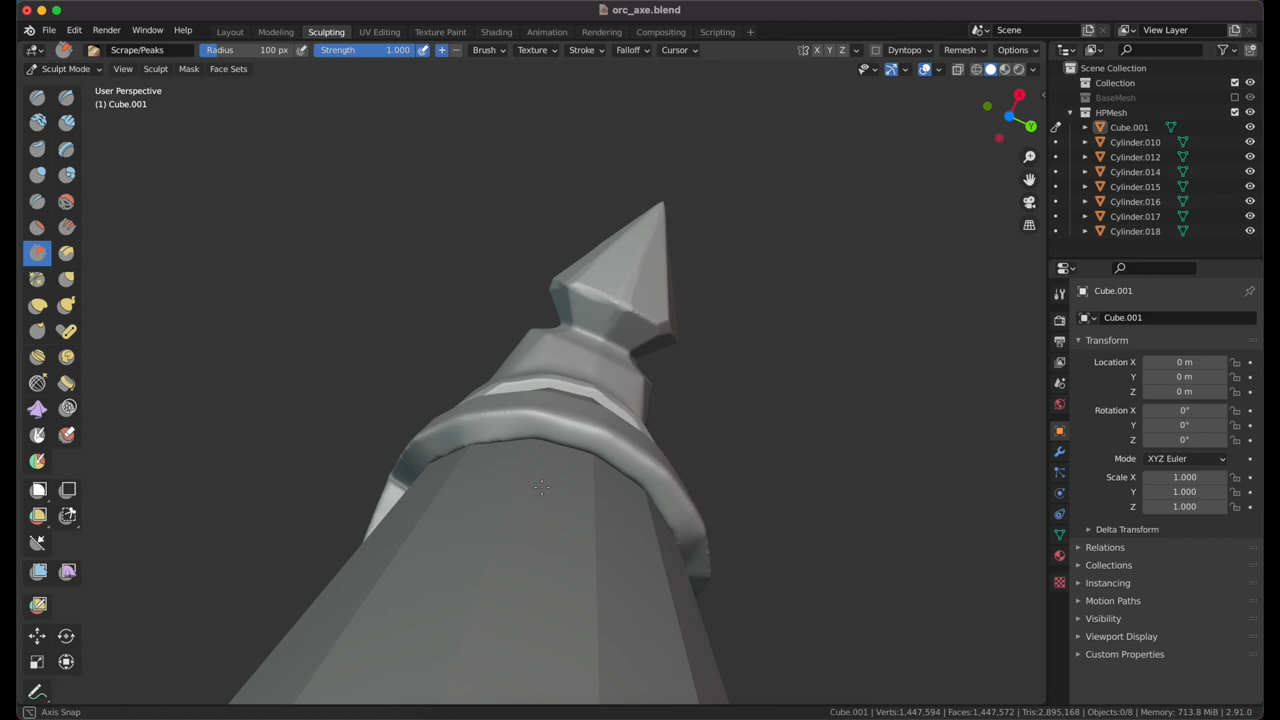 orc_axe.blend
File Edit Render Window Help Layout Modeling Sculpting UV Editing Texture Paint Shading Animation Rendering Compositing Scripting Scene View Layer
Scrape/Peaks Radius 100 px Strength 1.000 Brush Texture Stroke Falloff Cursor X Y Z Dyntopo Remesh Options
Sculpt Mode View Sculpt Mask Face Sets
User Perspective
(1) Cube.001
X
Y
Scene Collection
Collection
BaseMesh
HPMesh
Cube.001
Cylinder.010
Cylinder.012
Cylinder.014
Cylinder.015
Cylinder.016
Cylinder.017
Cylinder.018
Cube.001
Cube.001
Transform
Location X 0 m
Y 0 m
Z 0 m
Rotation X 0°
Y 0°
Z 0°
Mode XYZ Euler
Scale X 1.000
Y 1.000
Z 1.000
Delta Transform
Relations
Collections
Instancing
Motion Paths
Visibility
Viewport Display
Custom Properties
Axis Snap
Cube.001 | Verts:1,447,594 | Faces:1,447,572 | Tris:2,895,168 | Objects:0/8 | Memory: 713.8 MiB | 2.91.0